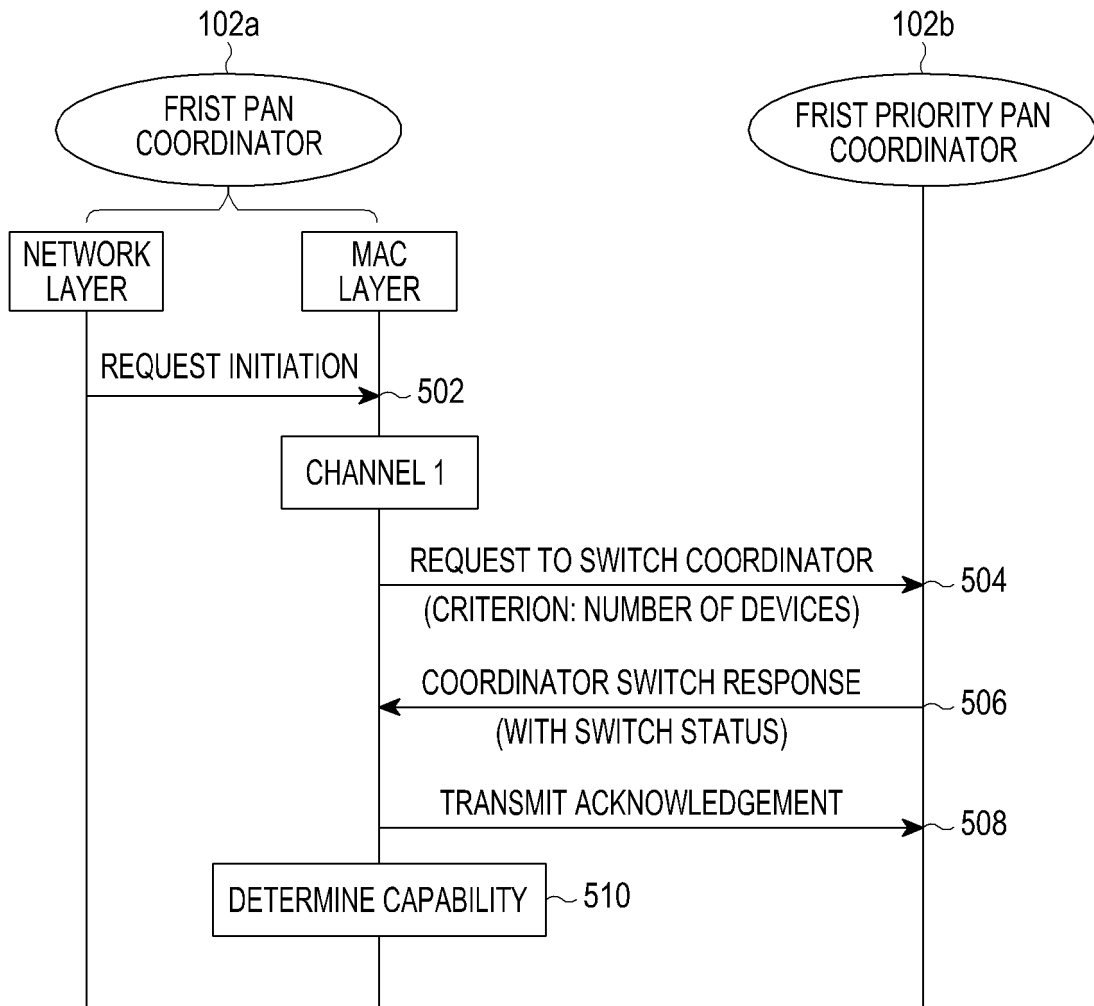 102a
102b
FRIST PAN
COORDINATOR
FRIST PRIORITY PAN
COORDINATOR
NETWORK
LAYER
MAC
LAYER
REQUEST INITIATION
502
CHANNEL 1
REQUEST TO SWITCH COORDINATOR
504
(CRITERION: NUMBER OF DEVICES)
COORDINATOR SWITCH RESPONSE
506
(WITH SWITCH STATUS)
TRANSMIT ACKNOWLEDGEMENT
508
DETERMINE CAPABILITY
510